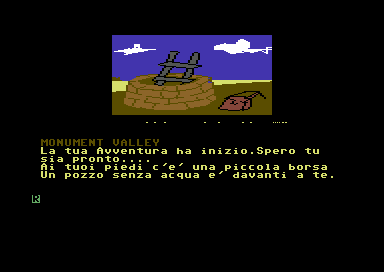 MONUMENT VALLEY
La tua Avventura ha inizio.Spero tu
sia pronto....
Ai tuoi piedi c'e' una piccola borsa
Un pozzo senza acqua e' davanti a te.
R